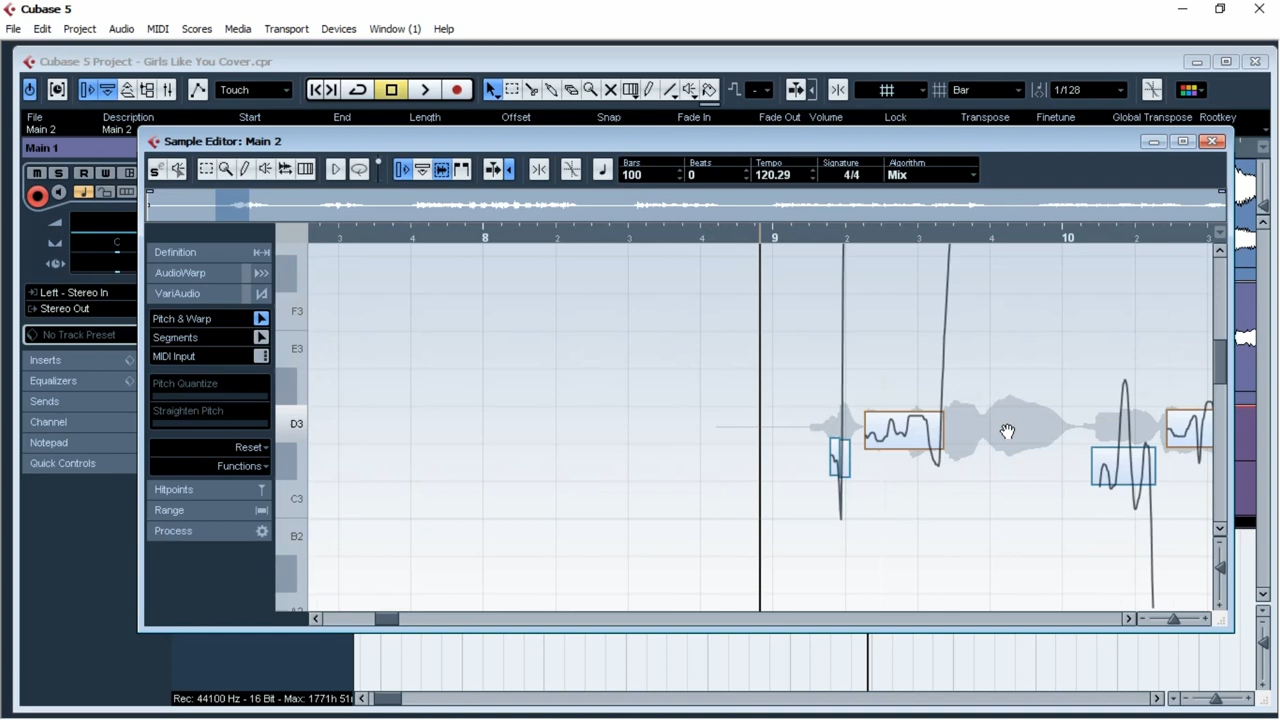 Cubase 5
File Edit Project Audio MIDI Scores Media Transport Devices Window (1) Help
Cubase 5 Project - Girls Like You Cover.cpr
Touch - Bar 1/128
File Description Start End Length Offset Snap Fade In Fade Out Volume Lock Transpose Finetune Global Transpose Rootkey
Main 2 Main 2
Main 1
Sample Editor: Main 2
M S R W
Bars Beats Tempo Signature Algorithm
100 0 120.29 4/4 Mix
3 4 8 2 3 4 9 2 3 4 10 2 3
C
Left - Stereo In
Stereo Out
No Track Preset
Inserts
Equalizers
Sends
Channel
Notepad
Quick Controls
Definition
AudioWarp
VariAudio
Pitch & Warp
Segments
MIDI Input
Pitch Quantize
Straighten Pitch
Reset
Functions
Hitpoints
Range
Process
F3
E3
D3
C3
B2
A2
Rec: 44100 Hz - 16 Bit - Max: 1771h 51